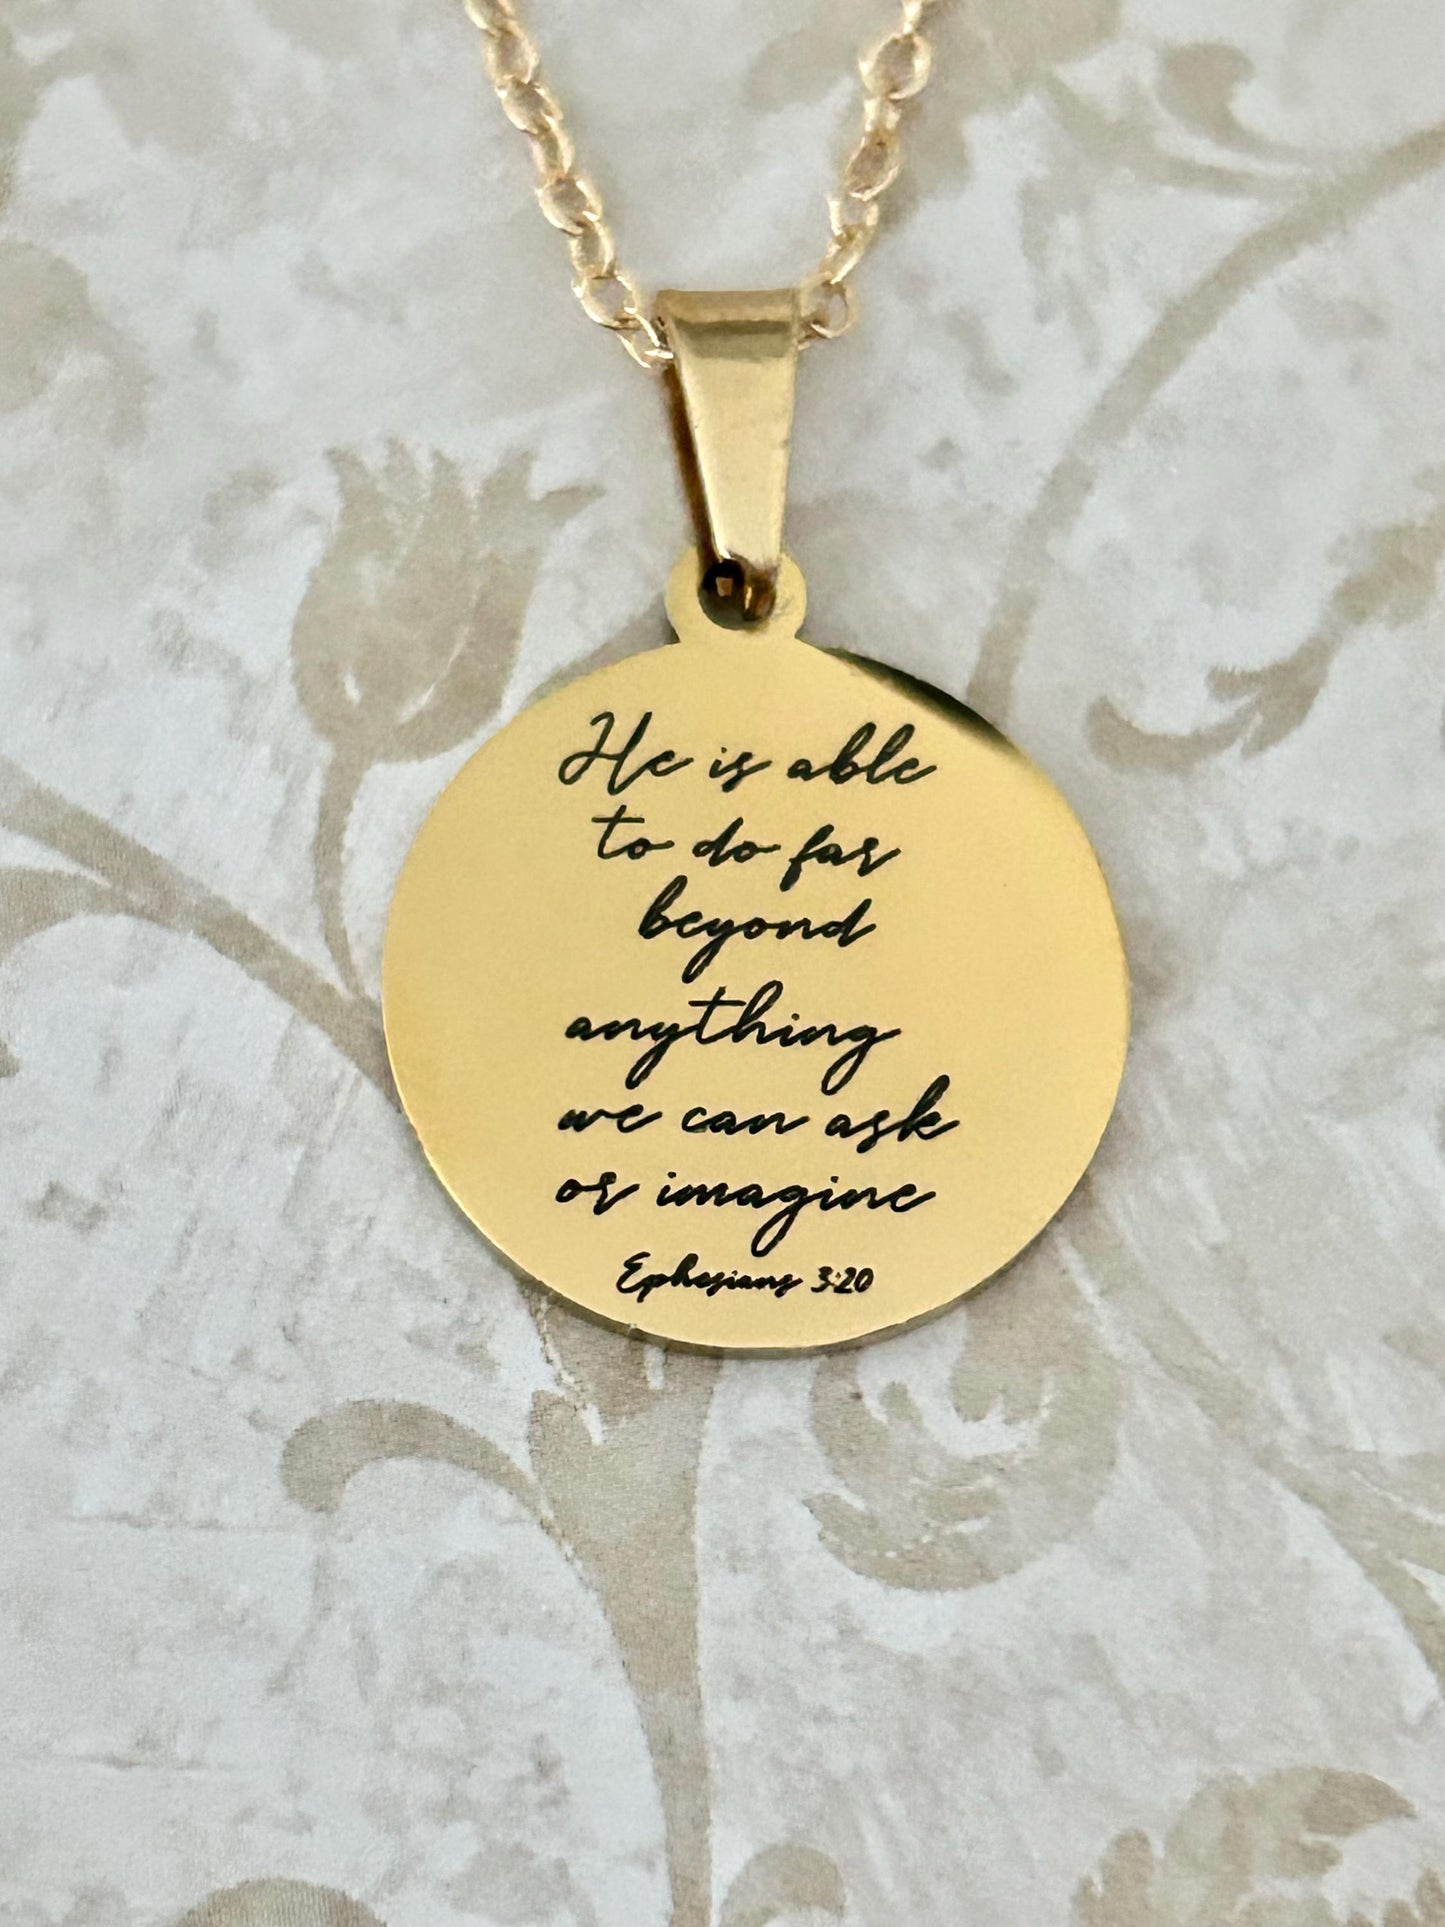 He is able
to do far
beyond
anything
we can ask
or imagine
Ephesians 3:20